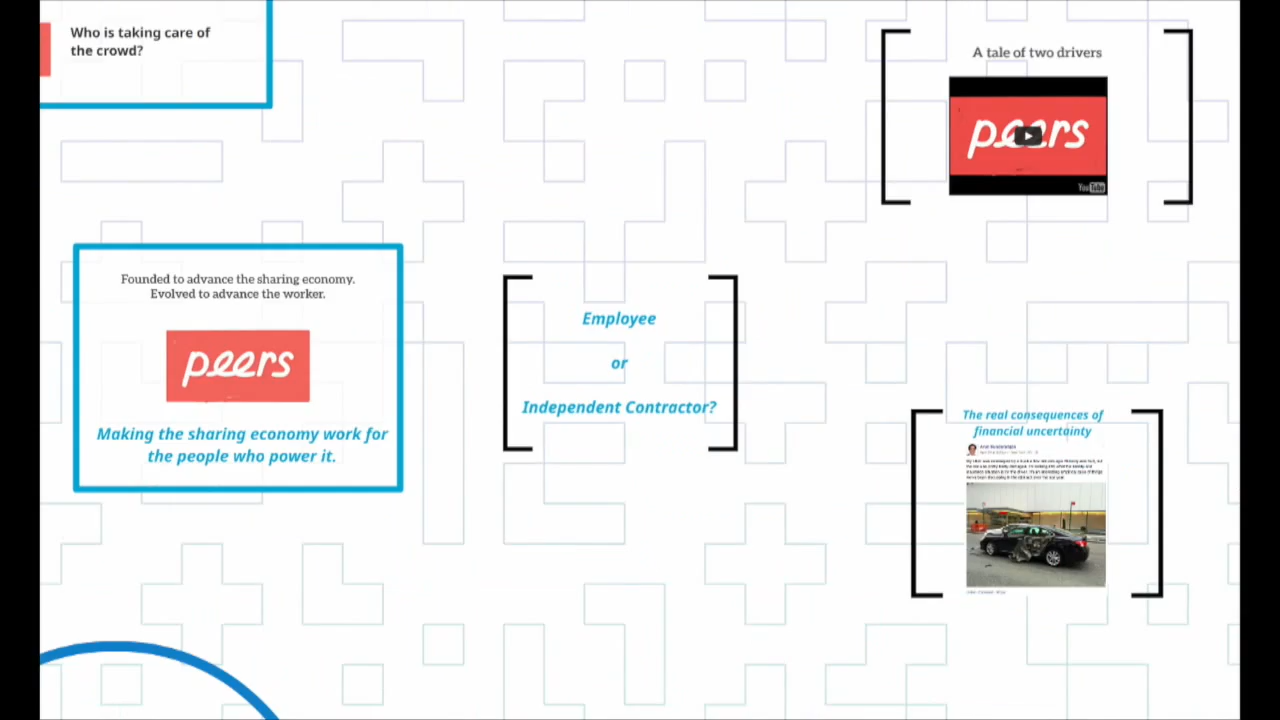 Who is taking care of
the crowd?
A tale of two drivers
peers
YouTube
Founded to advance the sharing economy.
Evolved to advance the worker.
peers
Making the sharing economy work for
the people who power it.
Employee
or
Independent Contractor?
The real consequences of
financial uncertainty